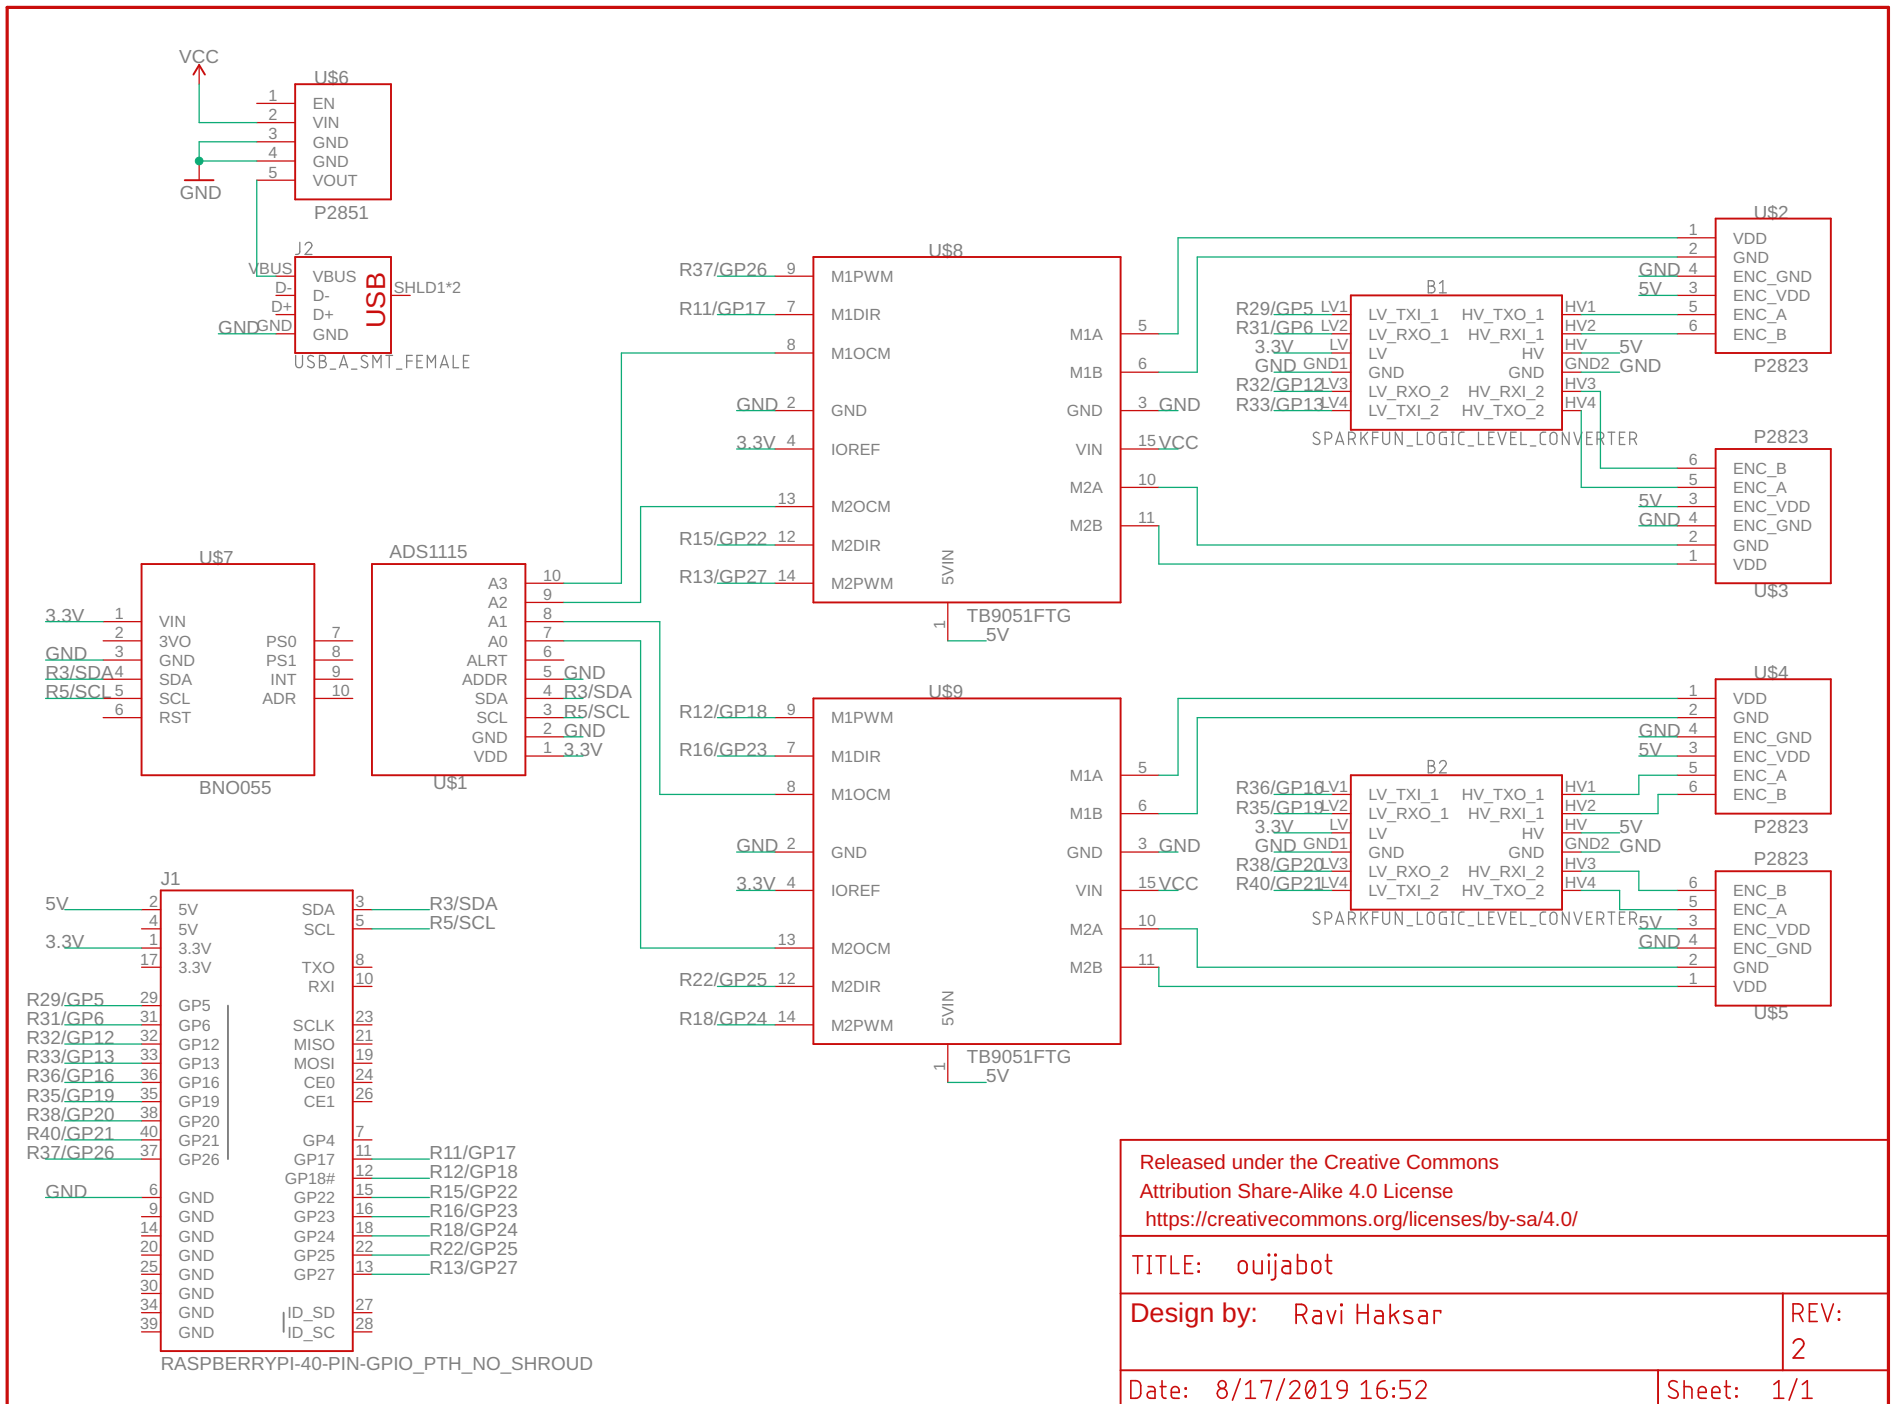 VCC
U$6
1 EN
2 VIN
3 GND
4 GND
5 VOUT
GND
P2851
J2
VBUS VBUS
D- D-
D+ D+
GND GND GND
USB
SHLD1*2
USB_A_SMT_FEMALE
U$7
3.3V 1 VIN
2 3VO
GND 3 GND
R3/SDA 4 SDA
R5/SCL 5 SCL
6 RST
PS0 7
PS1 8
INT 9
ADR 10
BNO055
ADS1115
A3 10
A2 9
A1 8
A0 7
ALRT 6
ADDR 5 GND
SDA 4 R3/SDA
SCL 3 R5/SCL
GND 2 GND
VDD 1 3.3V
U$1
J1
5V 2 5V
4 5V
3.3V 1 3.3V
17 3.3V
R29/GP5 29 GP5
R31/GP6 31 GP6
R32/GP12 32 GP12
R33/GP13 33 GP13
R36/GP16 36 GP16
R35/GP19 35 GP19
R38/GP20 38 GP20
R40/GP21 40 GP21
R37/GP26 37 GP26
GND 6 GND
9 GND
14 GND
20 GND
25 GND
30 GND
34 GND
39 GND
SDA 3 R3/SDA
SCL 5 R5/SCL
TXO 8
RXI 10
SCLK 23
MISO 21
MOSI 19
CE0 24
CE1 26
GP4 7
GP17 11 R11/GP17
GP18# 12 R12/GP18
GP22 15 R15/GP22
GP23 16 R16/GP23
GP24 18 R18/GP24
GP25 22 R22/GP25
GP27 13 R13/GP27
ID_SD 27
ID_SC 28
RASPBERRYPI-40-PIN-GPIO_PTH_NO_SHROUD
U$8
R37/GP26 9 M1PWM
R11/GP17 7 M1DIR
8 M1OCM
GND 2 GND
3.3V 4 IOREF
13 M2OCM
R15/GP22 12 M2DIR
R13/GP27 14 M2PWM
M1A 5
M1B 6
GND 3 GND
VIN 15 VCC
M2A 10
M2B 11
5VIN
1
TB9051FTG
5V
U$9
R12/GP18 9 M1PWM
R16/GP23 7 M1DIR
8 M1OCM
GND 2 GND
3.3V 4 IOREF
13 M2OCM
R22/GP25 12 M2DIR
R18/GP24 14 M2PWM
M1A 5
M1B 6
GND 3 GND
VIN 15 VCC
M2A 10
M2B 11
5VIN
1
TB9051FTG
5V
B1
R29/GP5 LV1 LV_TXI_1 HV_TXO_1 HV1
R31/GP6 LV2 LV_RXO_1 HV_RXI_1 HV2
3.3V LV LV HV HV 5V
GND GND1 GND GND GND2 GND
R32/GP12 LV3 LV_RXO_2 HV_RXI_2 HV3
R33/GP13 LV4 LV_TXI_2 HV_TXO_2 HV4
SPARKFUN_LOGIC_LEVEL_CONVERTER
U$2
1 VDD
2 GND
GND 4 ENC_GND
5V 3 ENC_VDD
5 ENC_A
6 ENC_B
P2823
P2823
6 ENC_B
5 ENC_A
5V 3 ENC_VDD
GND 4 ENC_GND
2 GND
1 VDD
U$3
B2
R36/GP16 LV1 LV_TXI_1 HV_TXO_1 HV1
R35/GP19 LV2 LV_RXO_1 HV_RXI_1 HV2
3.3V LV LV HV HV 5V
GND GND1 GND GND GND2 GND
R38/GP20 LV3 LV_RXO_2 HV_RXI_2 HV3
R40/GP21 LV4 LV_TXI_2 HV_TXO_2 HV4
SPARKFUN_LOGIC_LEVEL_CONVERTER
U$4
1 VDD
2 GND
GND 4 ENC_GND
5V 3 ENC_VDD
5 ENC_A
6 ENC_B
P2823
P2823
6 ENC_B
5 ENC_A
5V 3 ENC_VDD
GND 4 ENC_GND
2 GND
1 VDD
U$5
Released under the Creative Commons
Attribution Share-Alike 4.0 License
https://creativecommons.org/licenses/by-sa/4.0/
TITLE: ouijabot
Design by: Ravi Haksar
REV:
2
Date: 8/17/2019 16:52
Sheet: 1/1